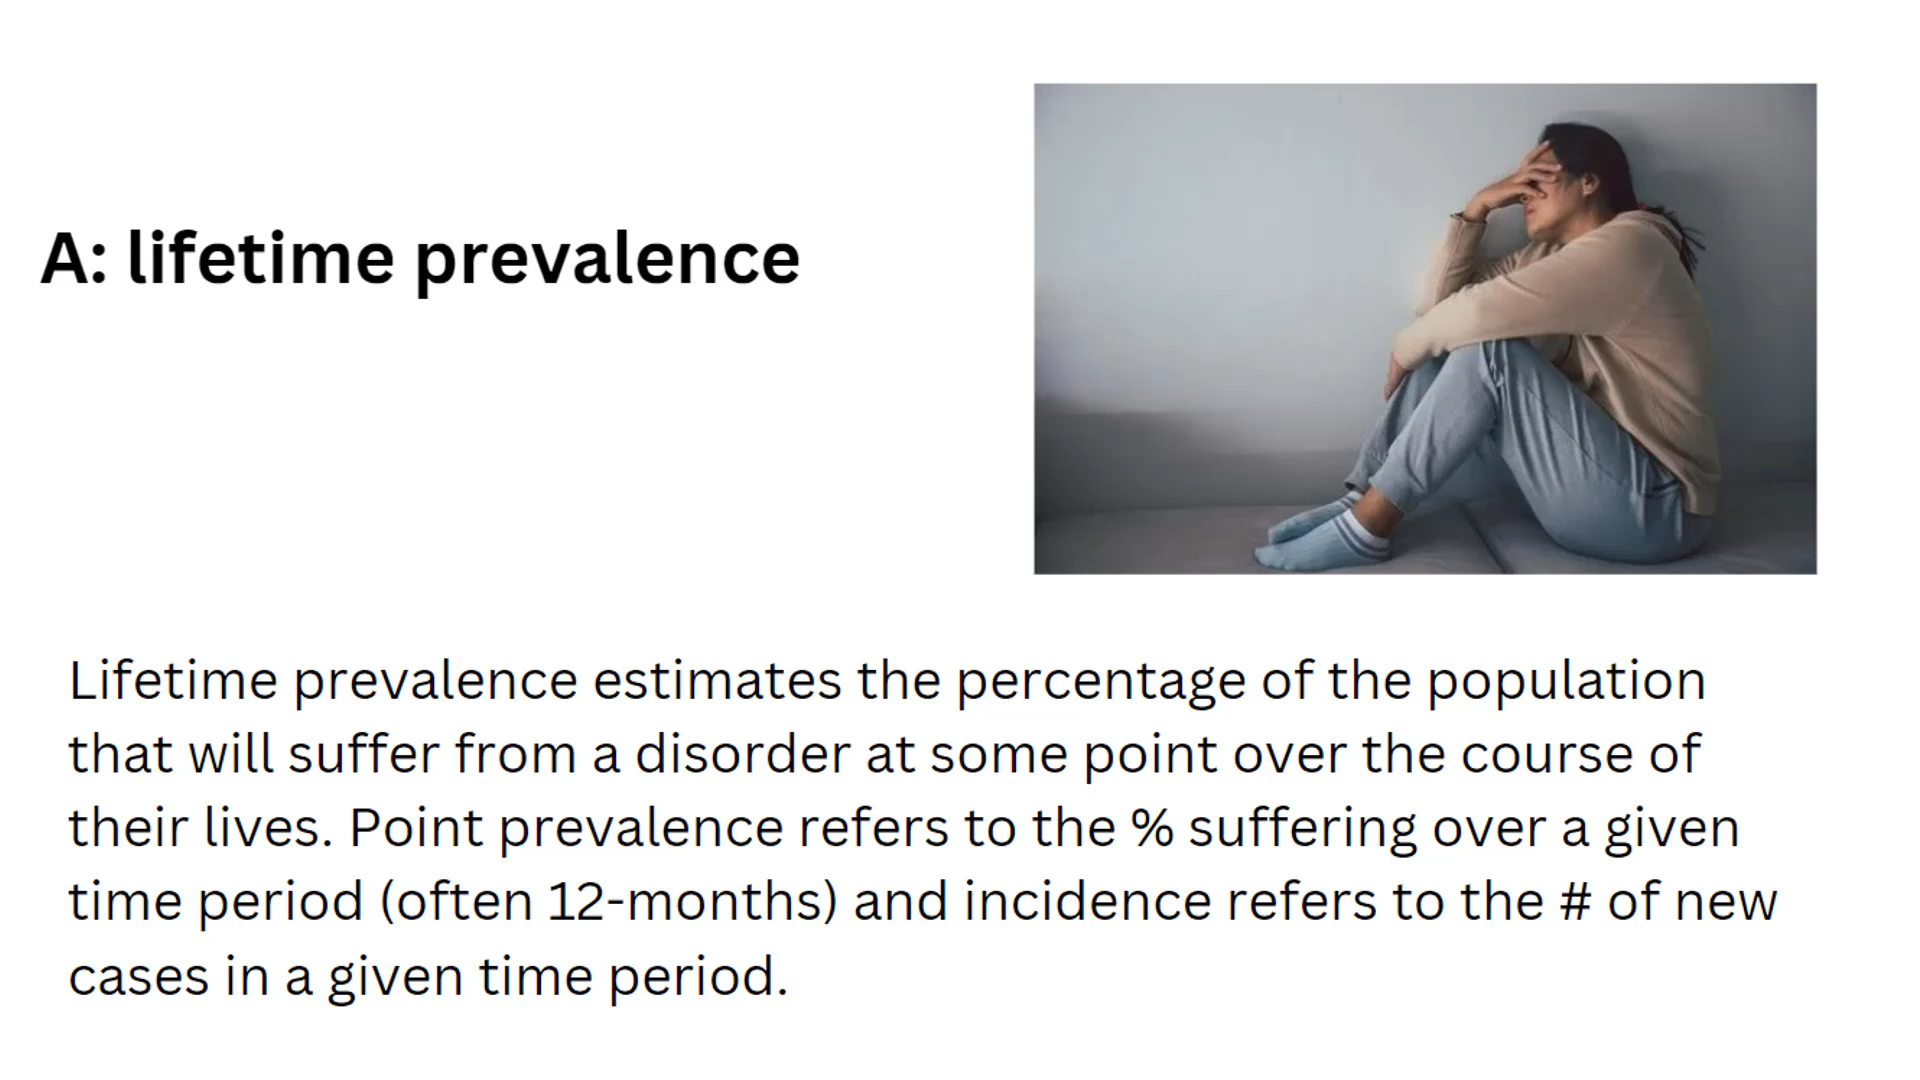 A: lifetime prevalence
Lifetime prevalence estimates the percentage of the population
that will suffer from a disorder at some point over the course of
their lives. Point prevalence refers to the % suffering over a given
time period (often 12-months) and incidence refers to the # of new
cases in a given time period.